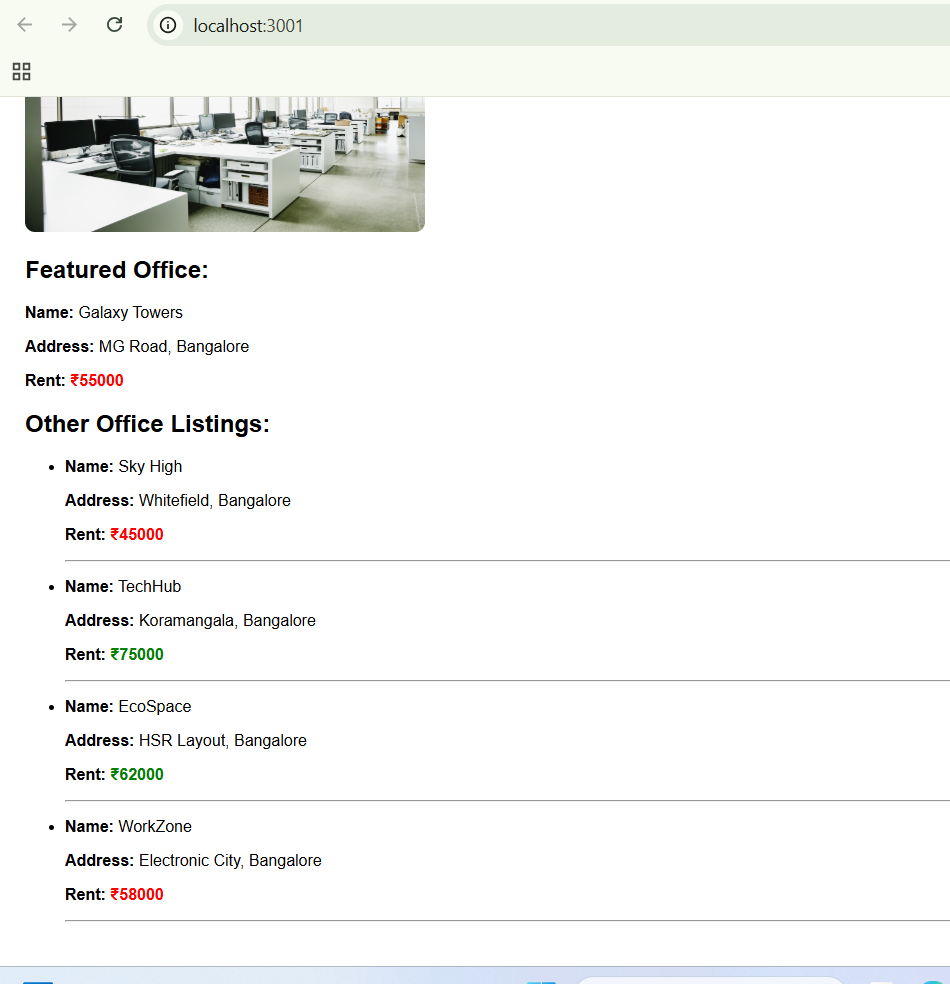 localhost:3001
Featured Office:
Name: Galaxy Towers
Address: MG Road, Bangalore
Rent: ₹55000
Other Office Listings:
• Name: Sky High
Address: Whitefield, Bangalore
Rent: ₹45000
• Name: TechHub
Address: Koramangala, Bangalore
Rent: ₹75000
• Name: EcoSpace
Address: HSR Layout, Bangalore
Rent: ₹62000
• Name: WorkZone
Address: Electronic City, Bangalore
Rent: ₹58000